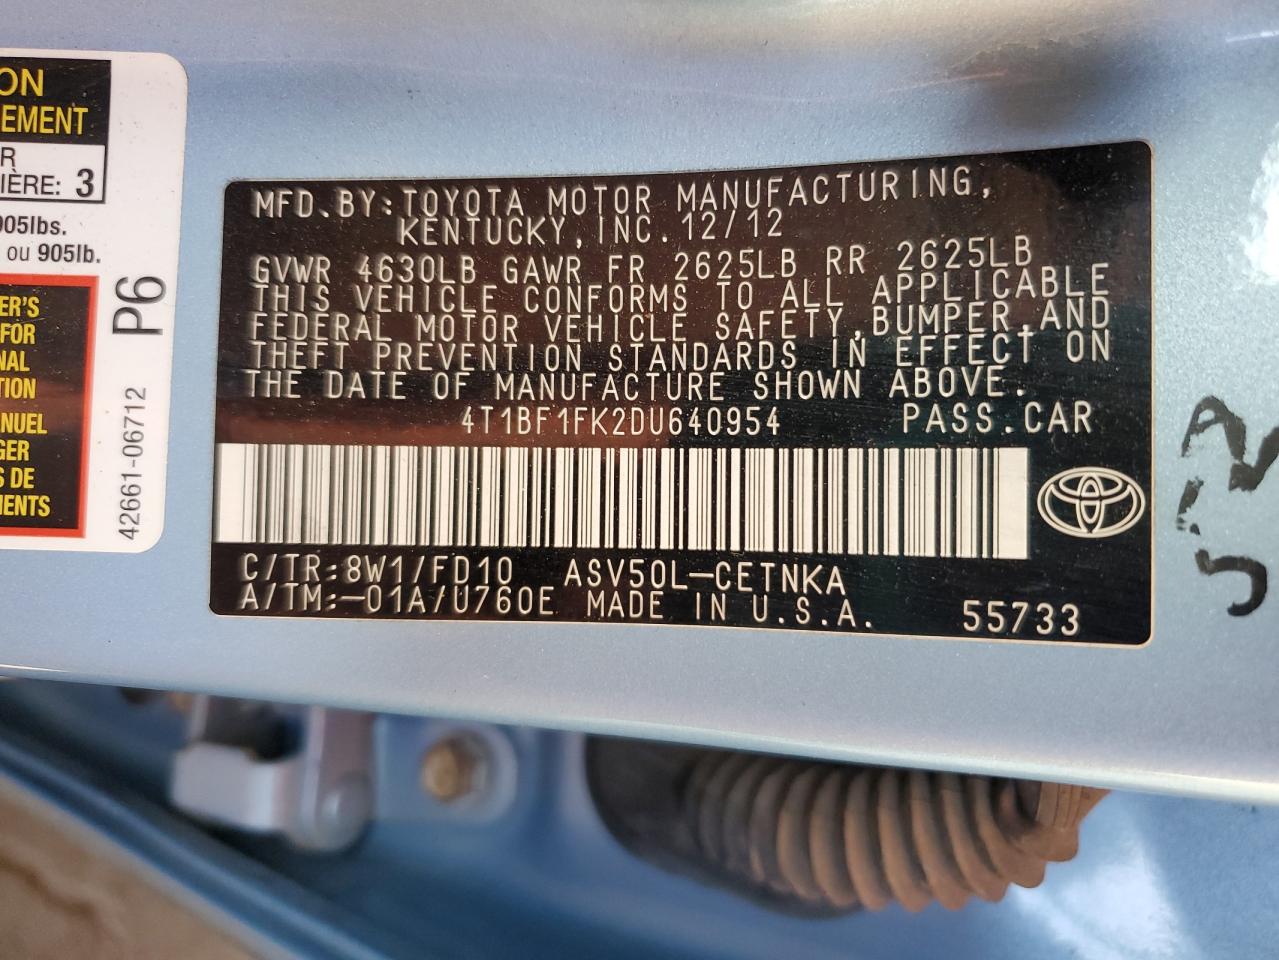 ON
EMENT
R
IÈRE: 3
905lbs.
ou 905lb.
ER'S
FOR
NAL
TION
NUEL
GER
S DE
MENTS
P6
42661-06712
MFD.BY:TOYOTA MOTOR MANUFACTURING,
KENTUCKY,INC.12/12
GVWR 4630LB GAWR FR 2625LB RR 2625LB
THIS VEHICLE CONFORMS TO ALL APPLICABLE
FEDERAL MOTOR VEHICLE SAFETY,BUMPER,AND
THEFT PREVENTION STANDARDS IN EFFECT ON
THE DATE OF MANUFACTURE SHOWN ABOVE.
4T1BF1FK2DU640954 PASS.CAR
C/TR:8W1/FD10 ASV50L-CETNKA
A/TM:-01A/U760E MADE IN U.S.A. 55733